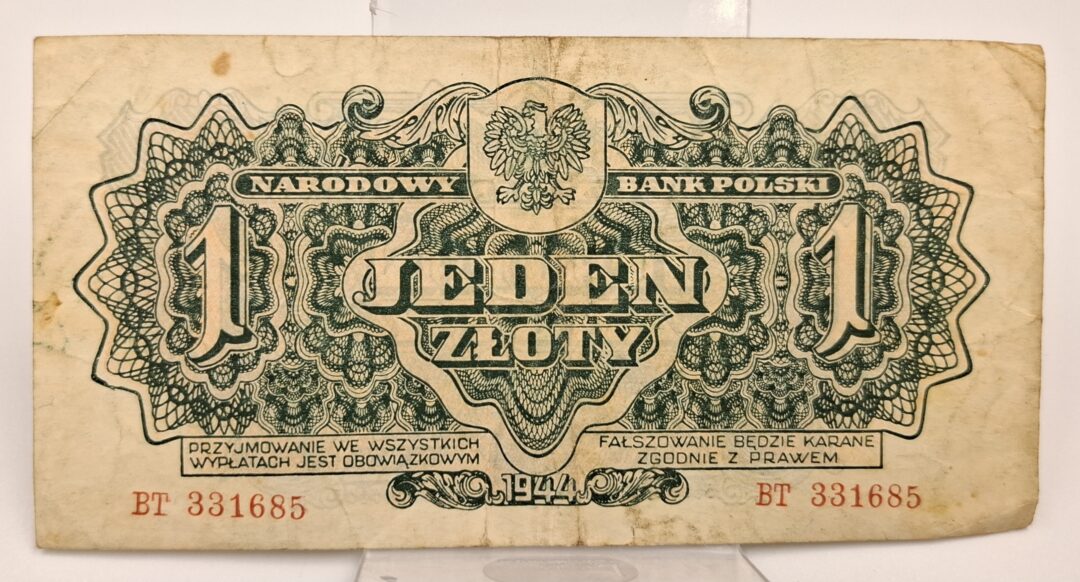 NARODOWY BANK POLSKI
1 1
JEDEN
ZŁOTY
PRZYJMOWANIE WE WSZYSTKICH
WYPŁATACH JEST OBOWIĄZKOWYM
FAŁSZOWANIE BĘDZIE KARANE
ZGODNIE Z PRAWEM
1944
BT 331685
BT 331685